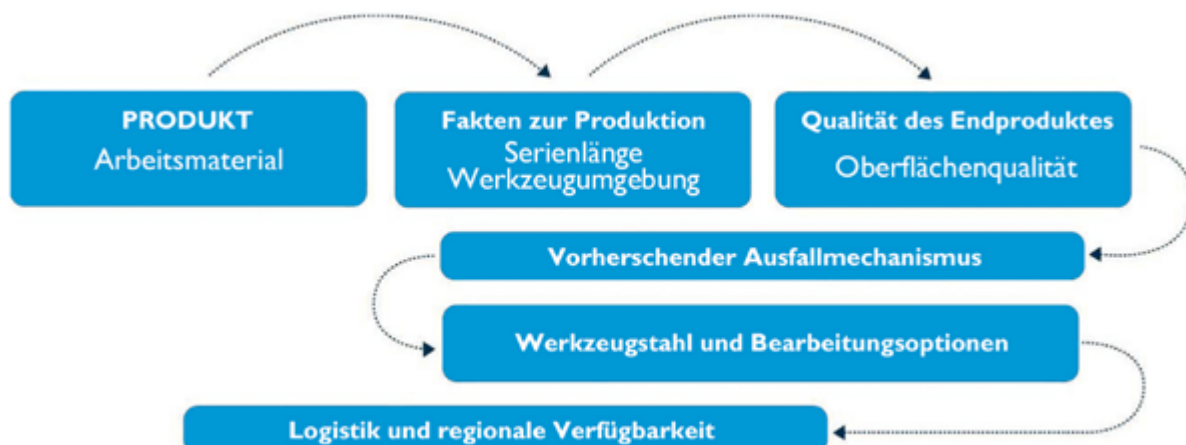 PRODUKT
Arbeitsmaterial
Fakten zur Produktion
Serienlänge
Werkzeugumgebung
Qualität des Endproduktes
Oberflächenqualität
Vorherschender Ausfallmechanismus
Werkzeugstahl und Bearbeitungsoptionen
Logistik und regionale Verfügbarkeit